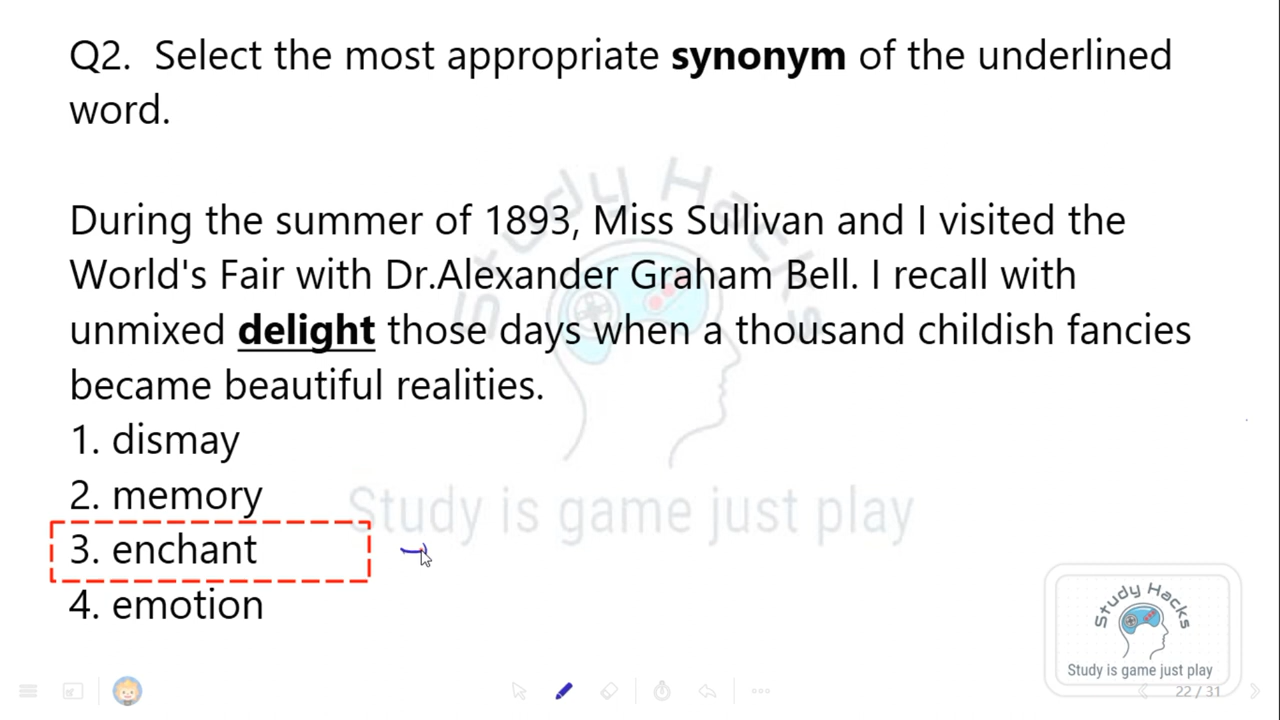 Q2. Select the most appropriate synonym of the underlined
word.
During the summer of 1893, Miss Sullivan and I visited the
World's Fair with Dr.Alexander Graham Bell. I recall with
unmixed delight those days when a thousand childish fancies
became beautiful realities.
1. dismay
2. memory
3. enchant
4. emotion
Study Hacks
Study is game just play
Study Hacks
Study is game just play
22 / 31